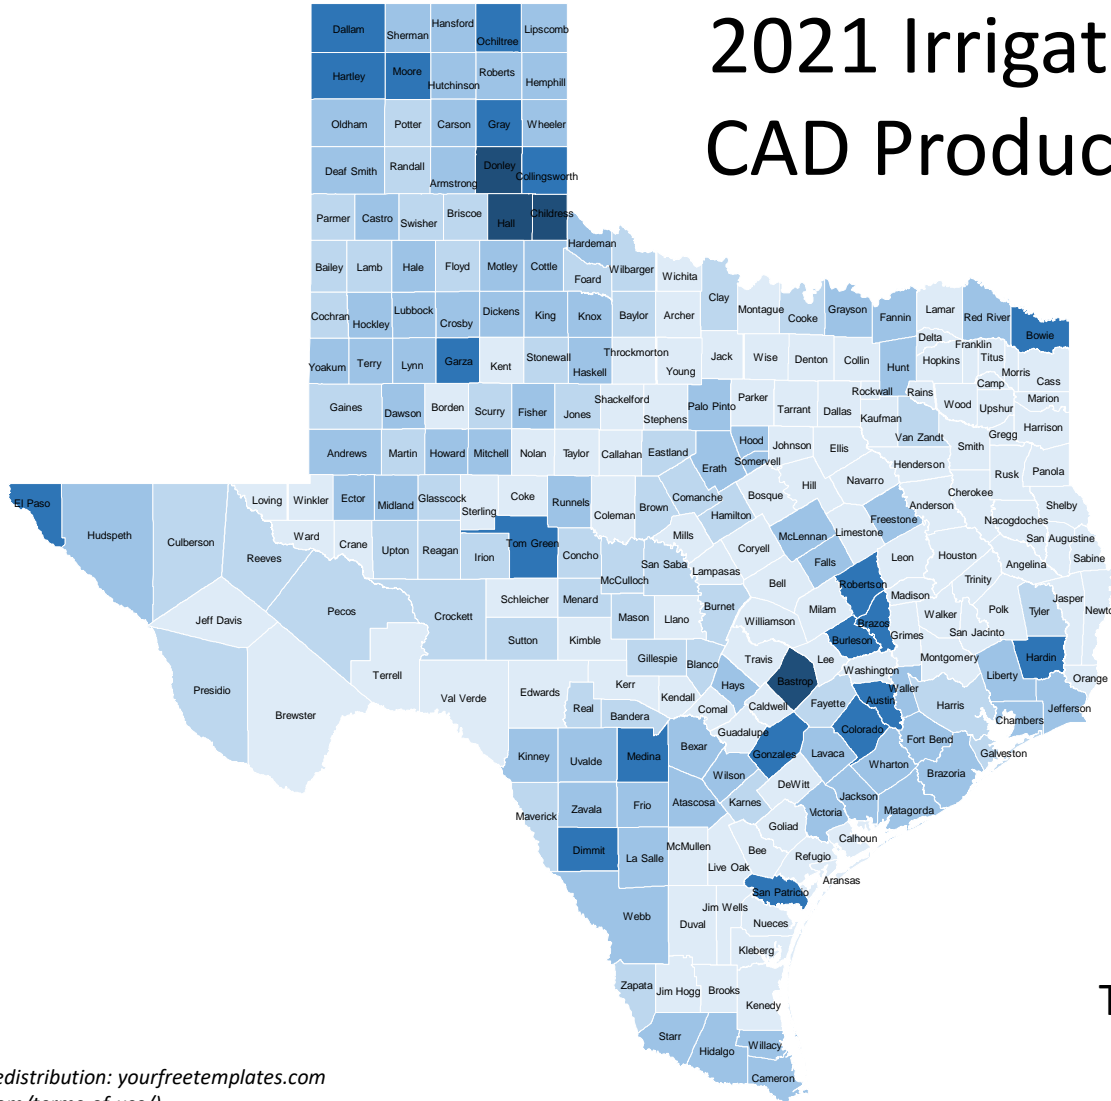 2021 Irrigat
CAD Produc
Dallam
Sherman
Hansford
Ochiltree
Lipscomb
Hartley
Moore
Hutchinson
Roberts
Hemphill
Oldham
Potter
Carson
Gray
Wheeler
Deaf Smith
Randall
Armstrong
Donley
Collingsworth
Parmer
Castro
Swisher
Briscoe
Hall
Childress
Hardeman
Bailey
Lamb
Hale
Floyd
Motley
Cottle
Foard
Wilbarger
Wichita
Clay
Montague
Cooke
Grayson
Fannin
Lamar
Red River
Bowie
Cochran
Hockley
Lubbock
Crosby
Dickens
King
Knox
Baylor
Archer
Delta
Franklin
Titus
Morris
Cass
Yoakum
Terry
Lynn
Garza
Kent
Stonewall
Haskell
Throckmorton
Young
Jack
Wise
Denton
Collin
Hunt
Hopkins
Camp
Rockwall
Rains
Wood
Upshur
Marion
Gaines
Dawson
Borden
Scurry
Fisher
Jones
Shackelford
Stephens
Palo Pinto
Parker
Tarrant
Dallas
Kaufman
Van Zandt
Smith
Gregg
Harrison
Andrews
Martin
Howard
Mitchell
Nolan
Taylor
Callahan
Eastland
Erath
Hood
Somervell
Johnson
Ellis
Henderson
Rusk
Panola
El Paso
Hudspeth
Culberson
Reeves
Loving
Winkler
Ector
Midland
Glasscock
Sterling
Coke
Runnels
Coleman
Brown
Comanche
Hamilton
Bosque
Hill
Navarro
Freestone
Anderson
Cherokee
Nacogdoches
Shelby
Ward
Crane
Upton
Reagan
Irion
Tom Green
Concho
McCulloch
San Saba
Mills
Lampasas
Coryell
McLennan
Limestone
Falls
Leon
Houston
Angelina
San Augustine
Sabine
Jeff Davis
Pecos
Crockett
Schleicher
Menard
Mason
Llano
Burnet
Bell
Williamson
Milam
Robertson
Brazos
Burleson
Madison
Grimes
Walker
Trinity
Polk
San Jacinto
Tyler
Jasper
Newto
Presidio
Brewster
Terrell
Val Verde
Sutton
Kimble
Edwards
Gillespie
Kerr
Real
Bandera
Kendall
Blanco
Hays
Comal
Travis
Bastrop
Lee
Caldwell
Fayette
Washington
Austin
Waller
Montgomery
Harris
Liberty
Hardin
Orange
Jefferson
Chambers
Galveston
Kinney
Uvalde
Medina
Bexar
Guadalupe
Gonzales
Lavaca
Colorado
Fort Bend
Wharton
Brazoria
Matagorda
Jackson
Maverick
Zavala
Frio
Atascosa
Wilson
Karnes
DeWitt
Victoria
Goliad
Calhoun
Dimmit
La Salle
McMullen
Live Oak
Bee
Refugio
Aransas
San Patricio
Webb
Duval
Jim Wells
Nueces
Kleberg
Zapata
Jim Hogg
Brooks
Kenedy
Starr
Hidalgo
Willacy
Cameron
T
edistribution: yourfreetemplates.com